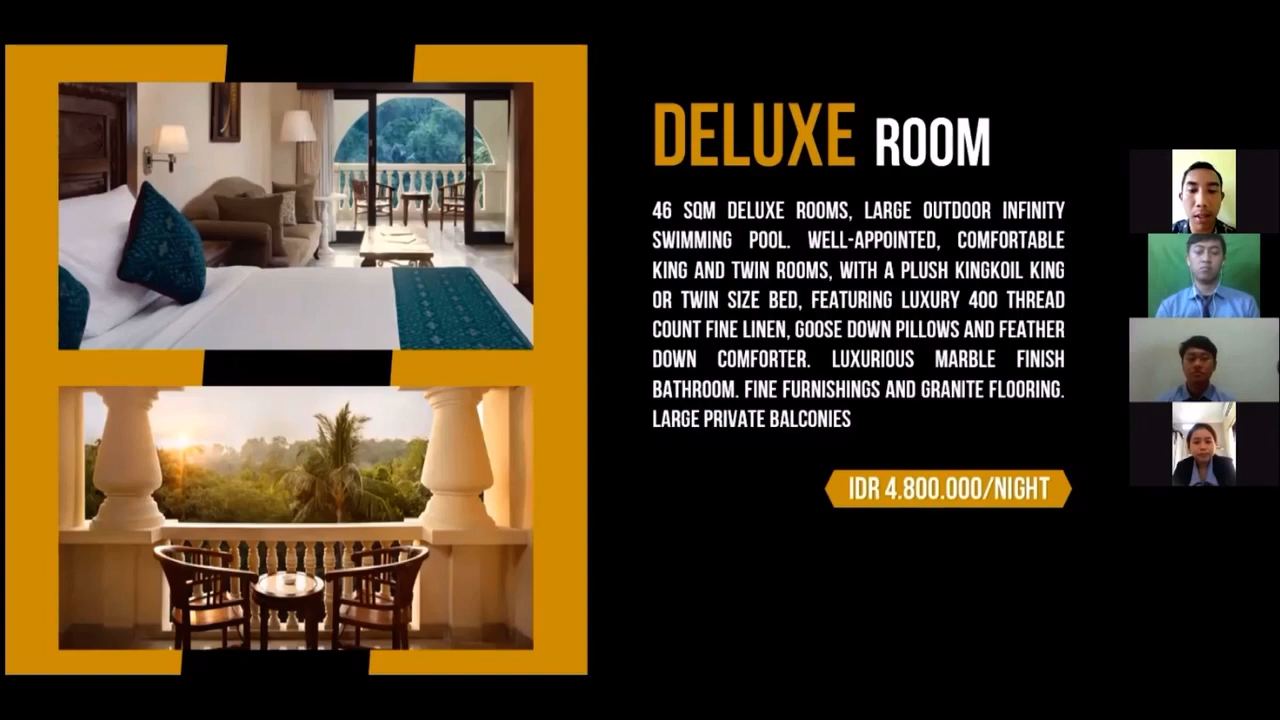 DELUXE ROOM
46 SQM DELUXE ROOMS, LARGE OUTDOOR INFINITY
SWIMMING POOL. WELL-APPOINTED, COMFORTABLE
KING AND TWIN ROOMS, WITH A PLUSH KINGKOIL KING
OR TWIN SIZE BED, FEATURING LUXURY 400 THREAD
COUNT FINE LINEN, GOOSE DOWN PILLOWS AND FEATHER
DOWN COMFORTER. LUXURIOUS MARBLE FINISH
BATHROOM. FINE FURNISHINGS AND GRANITE FLOORING.
LARGE PRIVATE BALCONIES
IDR 4.800.000/NIGHT